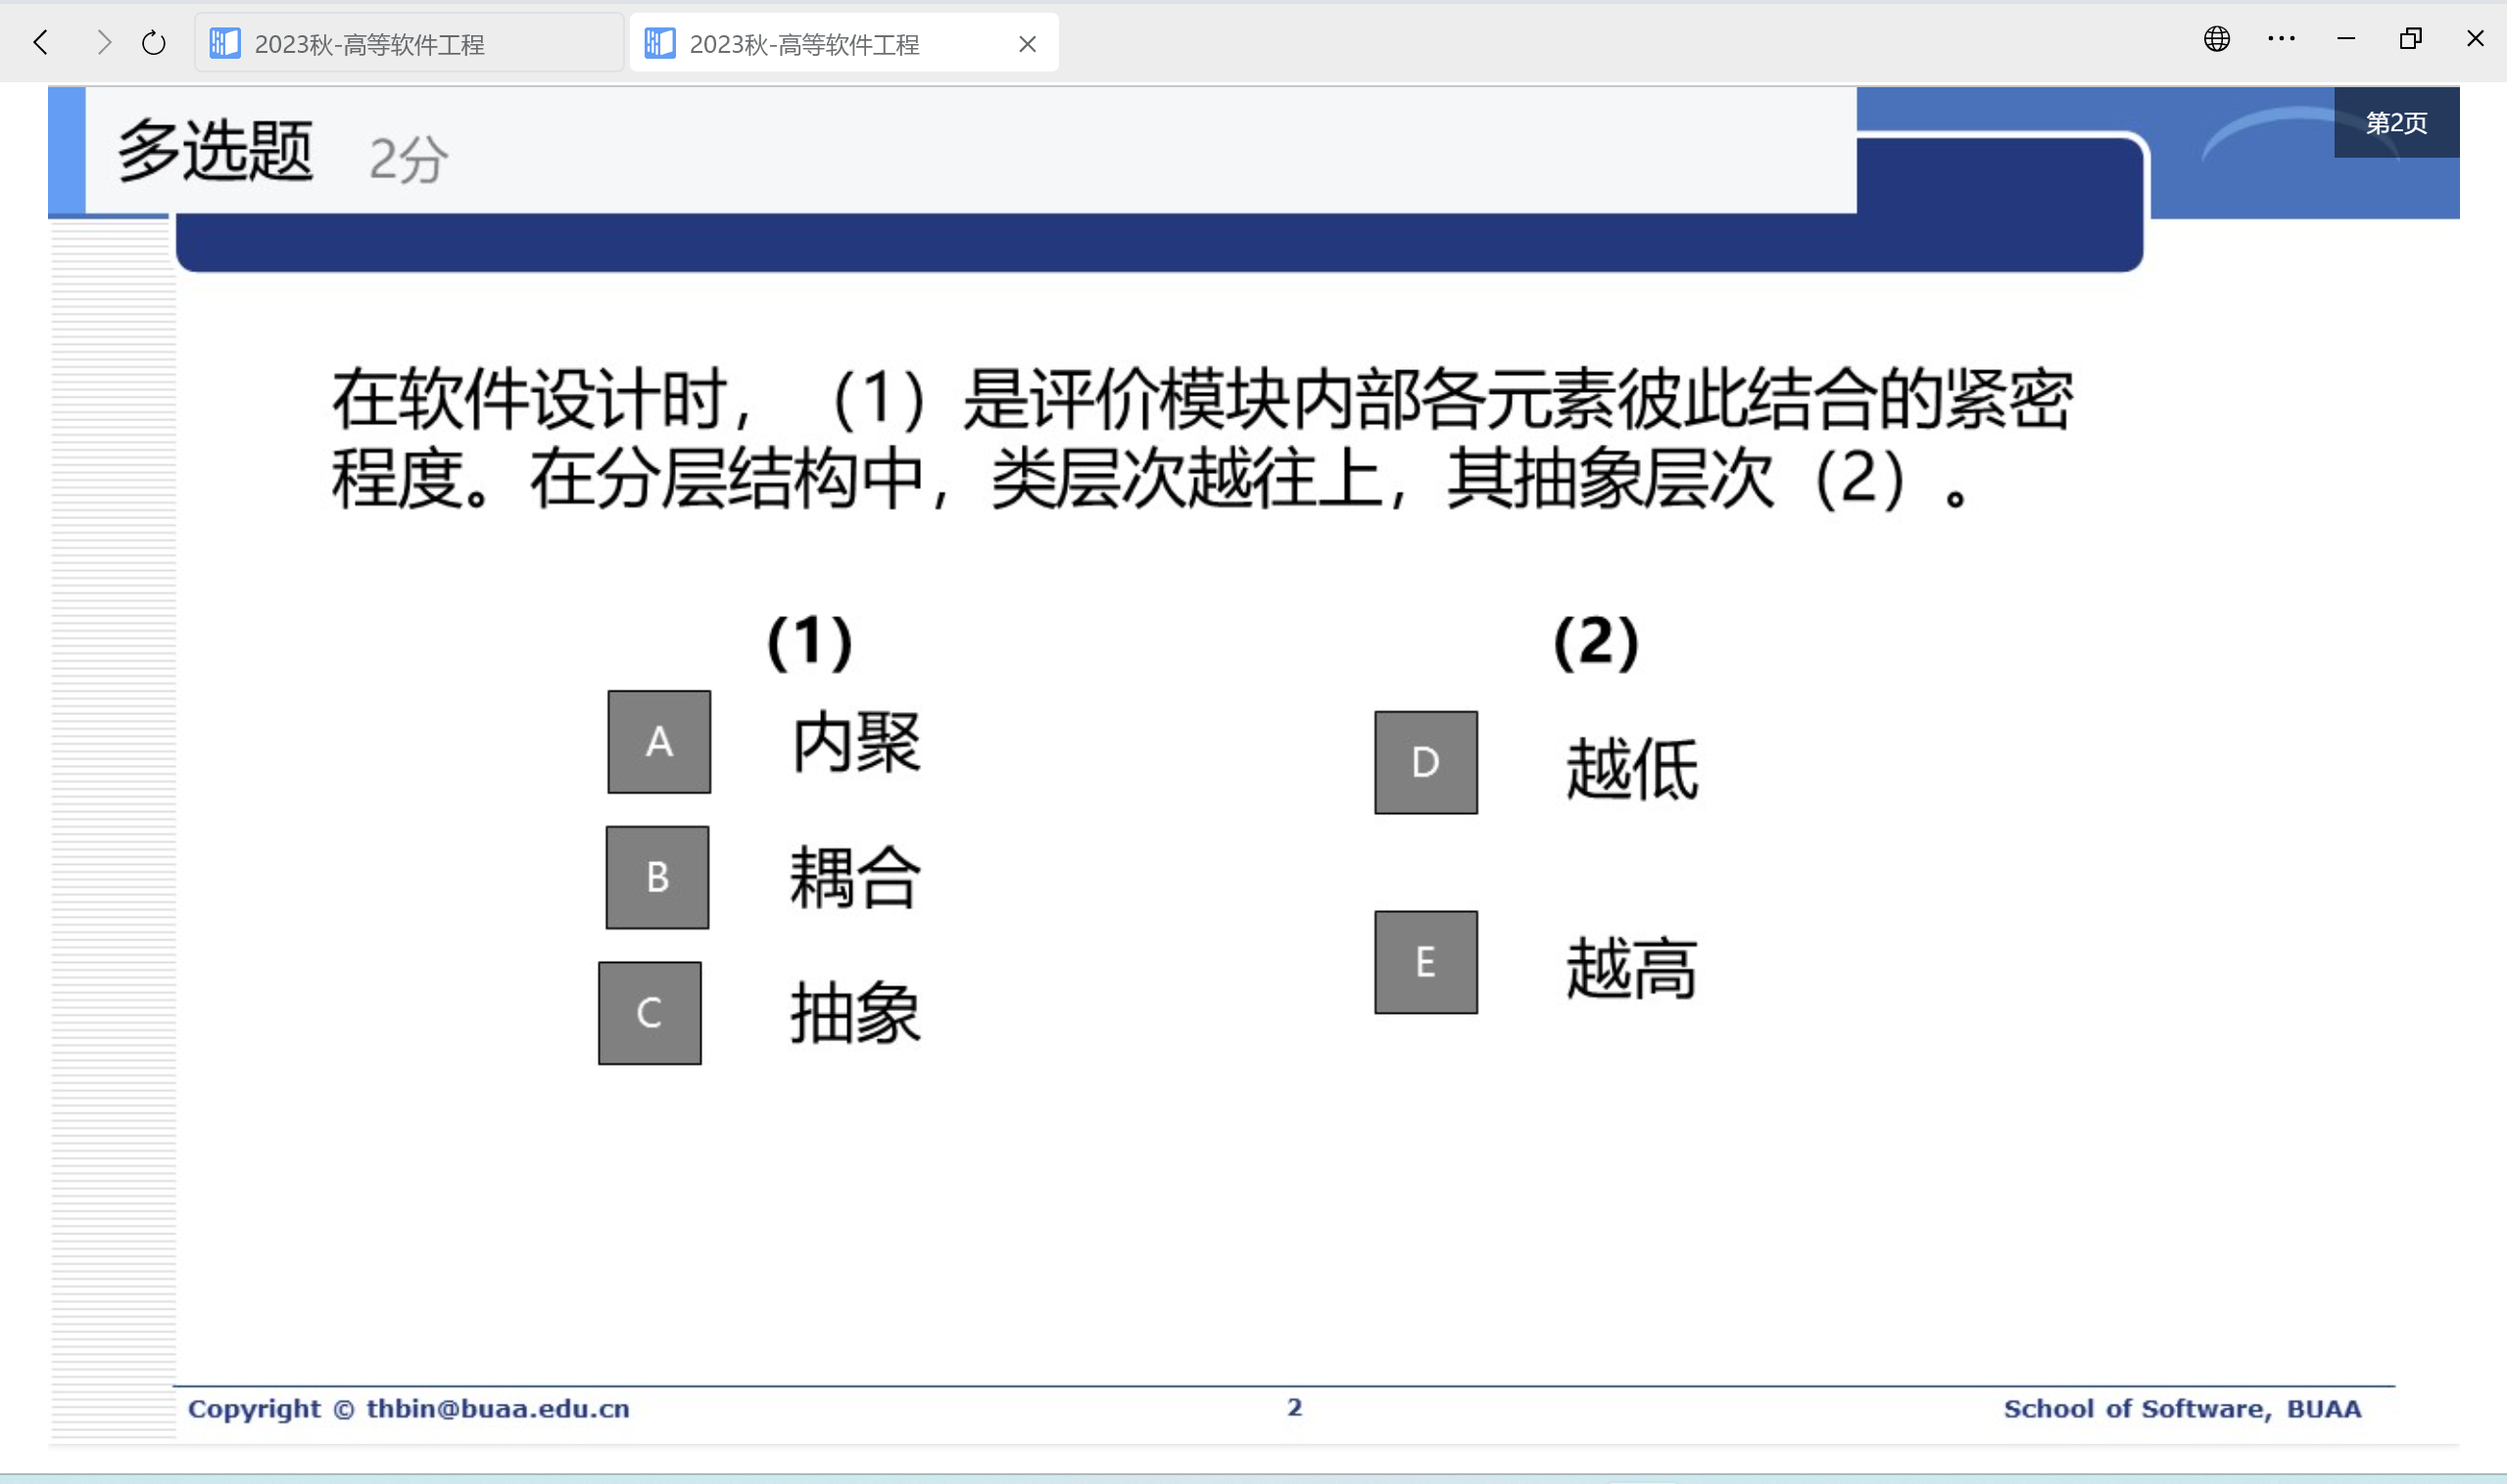 2023秋-高等软件工程
2023秋-高等软件工程
多选题 2分
第2页
在软件设计时，（1）是评价模块内部各元素彼此结合的紧密
程度。在分层结构中，类层次越往上，其抽象层次（2）。
(1)
(2)
A 内聚
D 越低
B 耦合
E 越高
C 抽象
Copyright © thbin@buaa.edu.cn
2
School of Software, BUAA